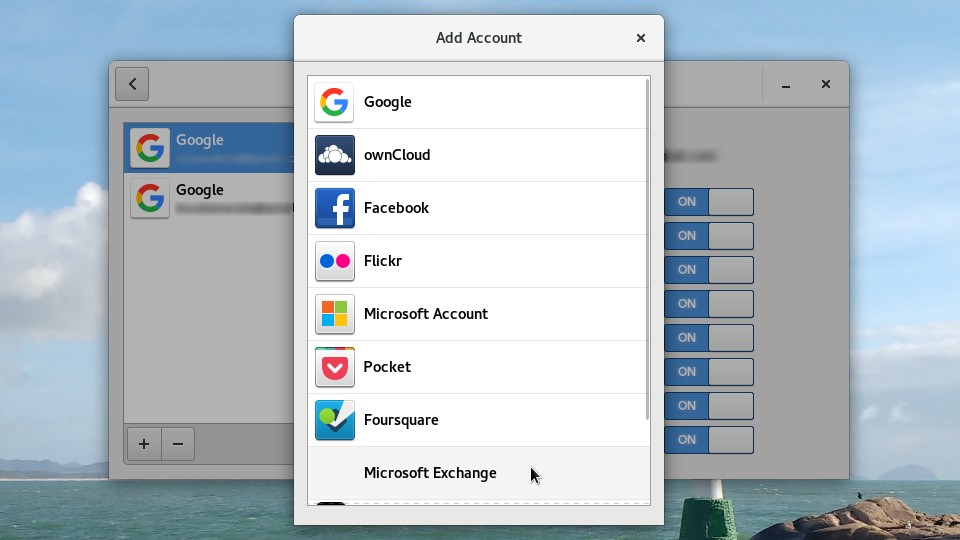 Add Account
Google
ownCloud
Facebook
Flickr
Microsoft Account
Pocket
Foursquare
Microsoft Exchange
Google
Google
ON
ON
ON
ON
ON
ON
ON
ON